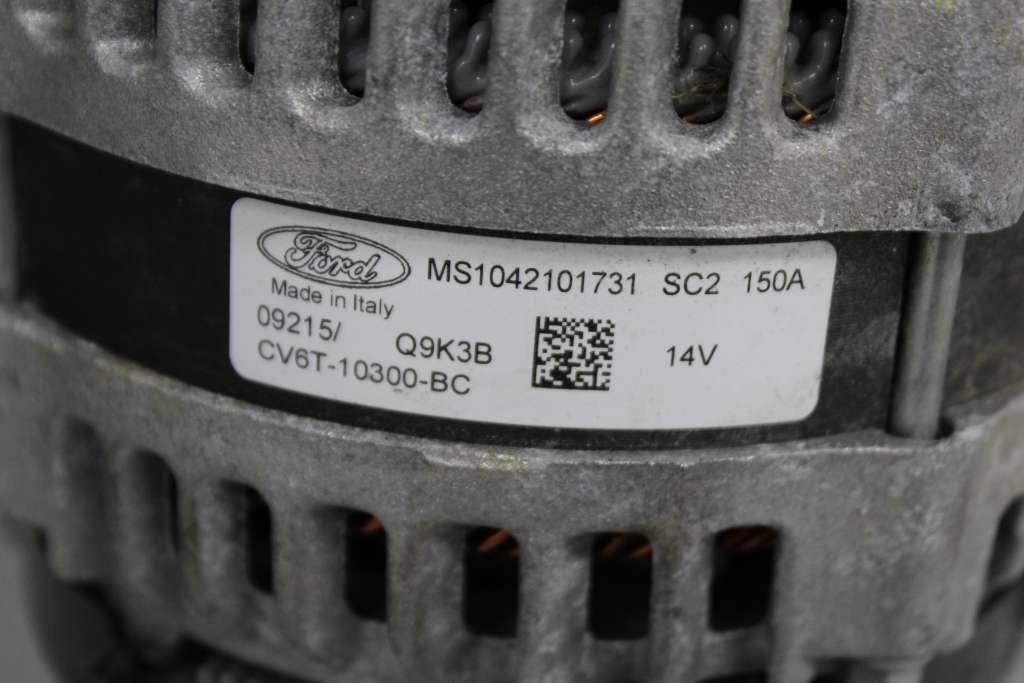 Ford MS1042101731 SC2 150A
Made in Italy
09215/ Q9K3B 14V
CV6T-10300-BC